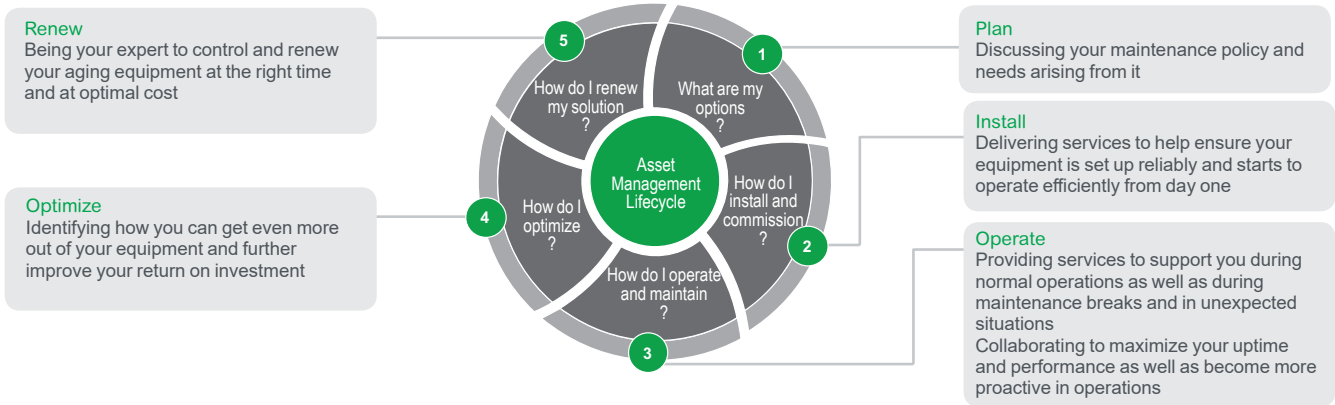 Renew
Being your expert to control and renew
your aging equipment at the right time
and at optimal cost
Optimize
Identifying how you can get even more
out of your equipment and further
improve your return on investment
5
How do I renew
my solution
?
1
What are my
options
?
Asset
Management
Lifecycle
4
How do I
optimize
?
How do I
install and
commission
?
2
How do I operate
and maintain
?
3
Plan
Discussing your maintenance policy and
needs arising from it
Install
Delivering services to help ensure your
equipment is set up reliably and starts to
operate efficiently from day one
Operate
Providing services to support you during
normal operations as well as during
maintenance breaks and in unexpected
situations
Collaborating to maximize your uptime
and performance as well as become more
proactive in operations